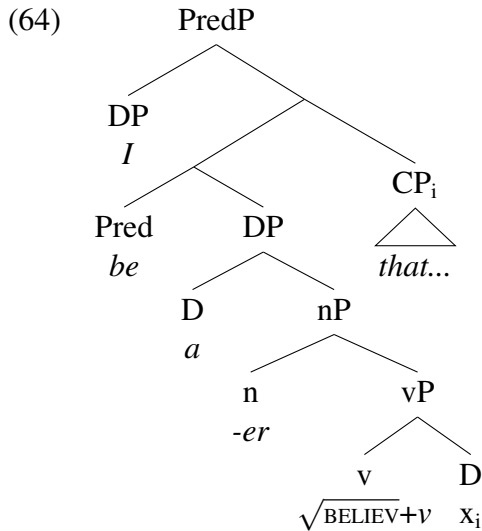 (64) PredP
DP
I
CPi
Pred DP
be that...
D nP
a
n vP
-er
v D
√BELIEV+v xi